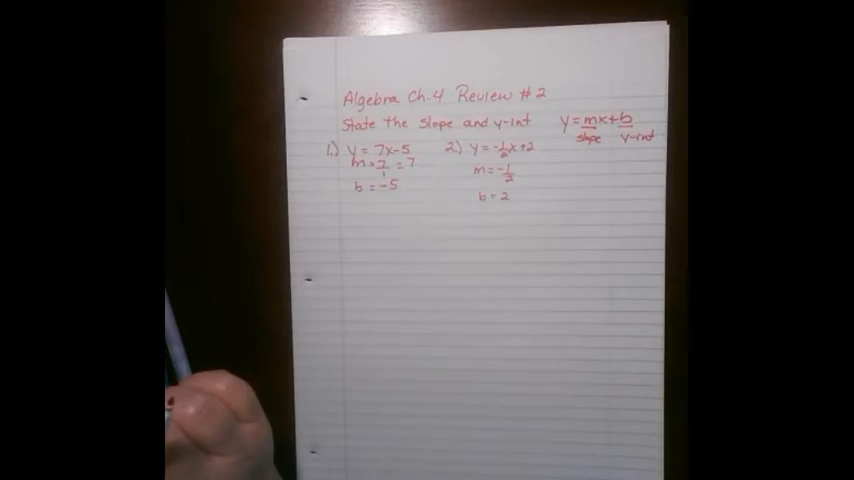 Algebra Ch. 4 Review #2
State the slope and y-int
y = mx+b
slope y-int
1.) y = 7x-5
m = 7/1 = 7
b = -5
2.) y = -1/2x+2
m = -1/2
b = 2